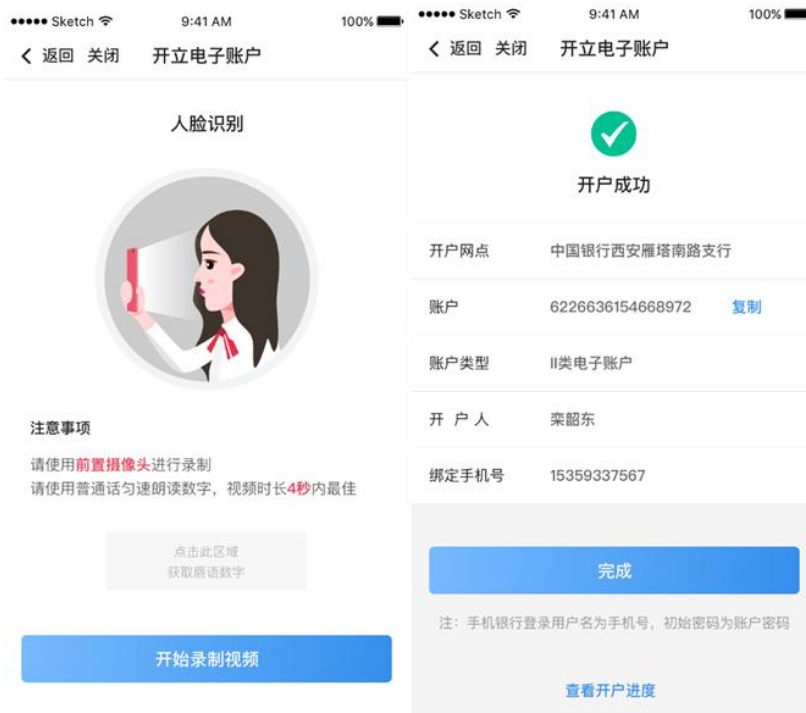 Sketch 9:41 AM 100%
返回 关闭 开立电子账户
人脸识别
注意事项
请使用前置摄像头进行录制
请使用普通话匀速朗读数字，视频时长4秒内最佳
点击此区域
获取唇语数字
开始录制视频
Sketch 9:41 AM 100%
返回 关闭 开立电子账户
开户成功
开户网点 中国银行西安雁塔南路支行
账户 6226636154668972 复制
账户类型 II类电子账户
开 户 人 栾韶东
绑定手机号 15359337567
完成
注：手机银行登录用户名为手机号，初始密码为账户密码
查看开户进度